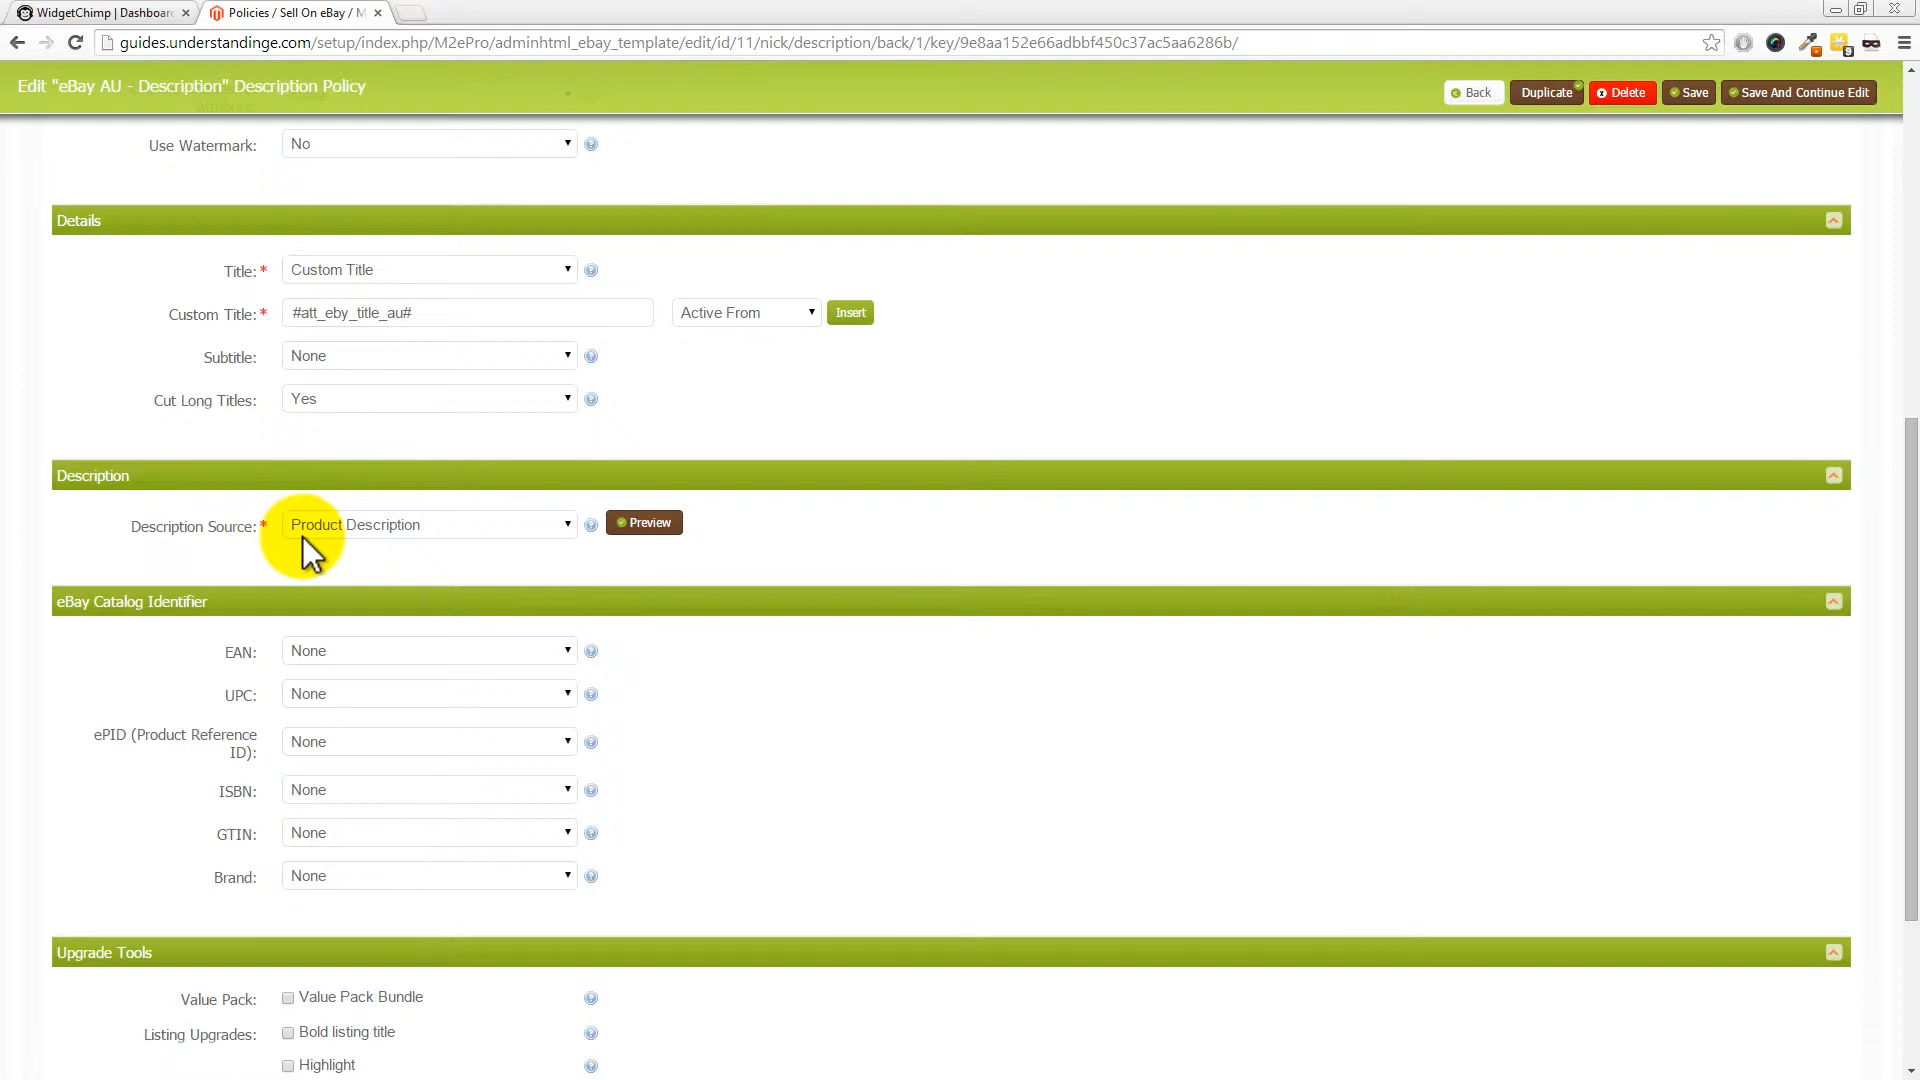 WidgetChimp | Dashboar
Policies / Sell On eBay / M
guides.understandinge.com/setup/index.php/M2ePro/adminhtml_ebay_template/edit/id/11/nick/description/back/1/key/9e8aa152e66adbbf450c37ac5aa6286b/
Edit "eBay AU - Description" Description Policy
Back
Duplicate
Delete
Save
Save And Continue Edit
Use Watermark:
No
Details
Title:*
Custom Title
Custom Title:*
#att_eby_title_au#
Active From
Insert
Subtitle:
None
Cut Long Titles:
Yes
Description
Description Source:*
Product Description
Preview
eBay Catalog Identifier
EAN:
None
UPC:
None
ePID (Product Reference
ID):
None
ISBN:
None
GTIN:
None
Brand:
None
Upgrade Tools
Value Pack:
Value Pack Bundle
Listing Upgrades:
Bold listing title
Highlight